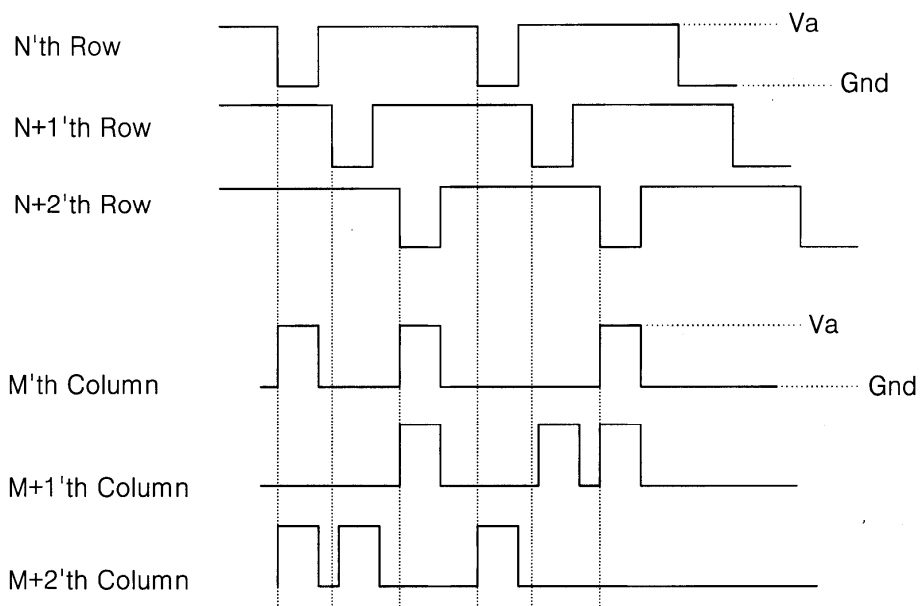 N'th Row
Va
Gnd
N+1'th Row
N+2'th Row
Va
M'th Column
Gnd
M+1'th Column
M+2'th Column